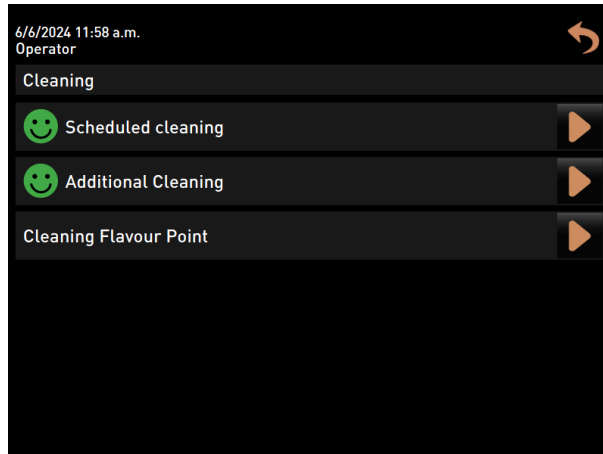 6/6/2024 11:58 a.m.
Operator
Cleaning
Scheduled cleaning
Additional Cleaning
Cleaning Flavour Point